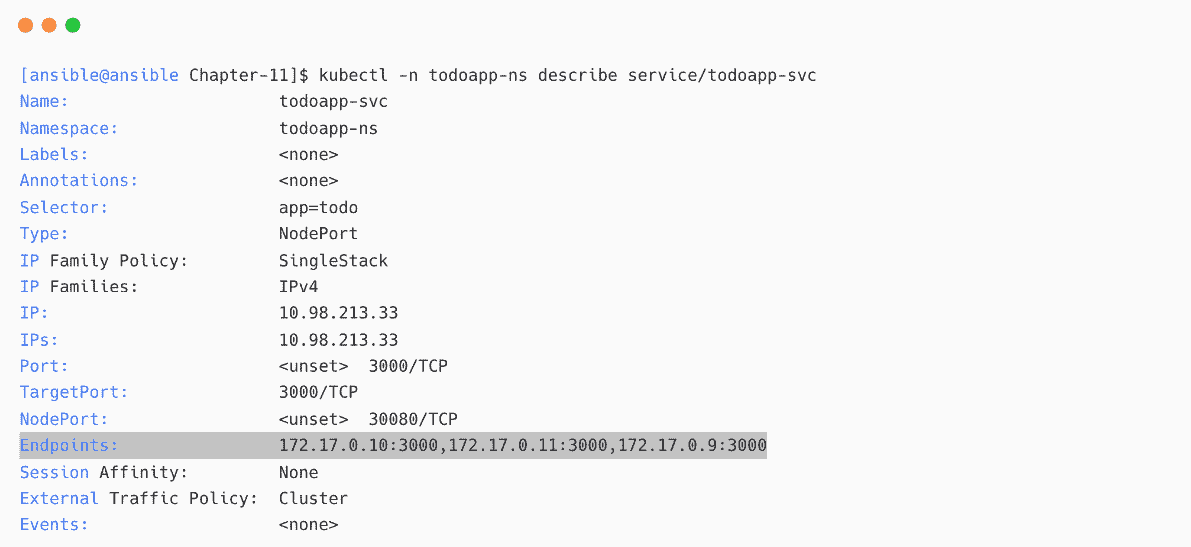 [ansible@ansible Chapter-11]$ kubectl -n todoapp-ns describe service/todoapp-svc
Name:                     todoapp-svc
Namespace:                todoapp-ns
Labels:                   <none>
Annotations:              <none>
Selector:                 app=todo
Type:                     NodePort
IP Family Policy:         SingleStack
IP Families:              IPv4
IP:                       10.98.213.33
IPs:                      10.98.213.33
Port:                     <unset>  3000/TCP
TargetPort:               3000/TCP
NodePort:                 <unset>  30080/TCP
Endpoints:                172.17.0.10:3000,172.17.0.11:3000,172.17.0.9:3000
Session Affinity:         None
External Traffic Policy:  Cluster
Events:                   <none>